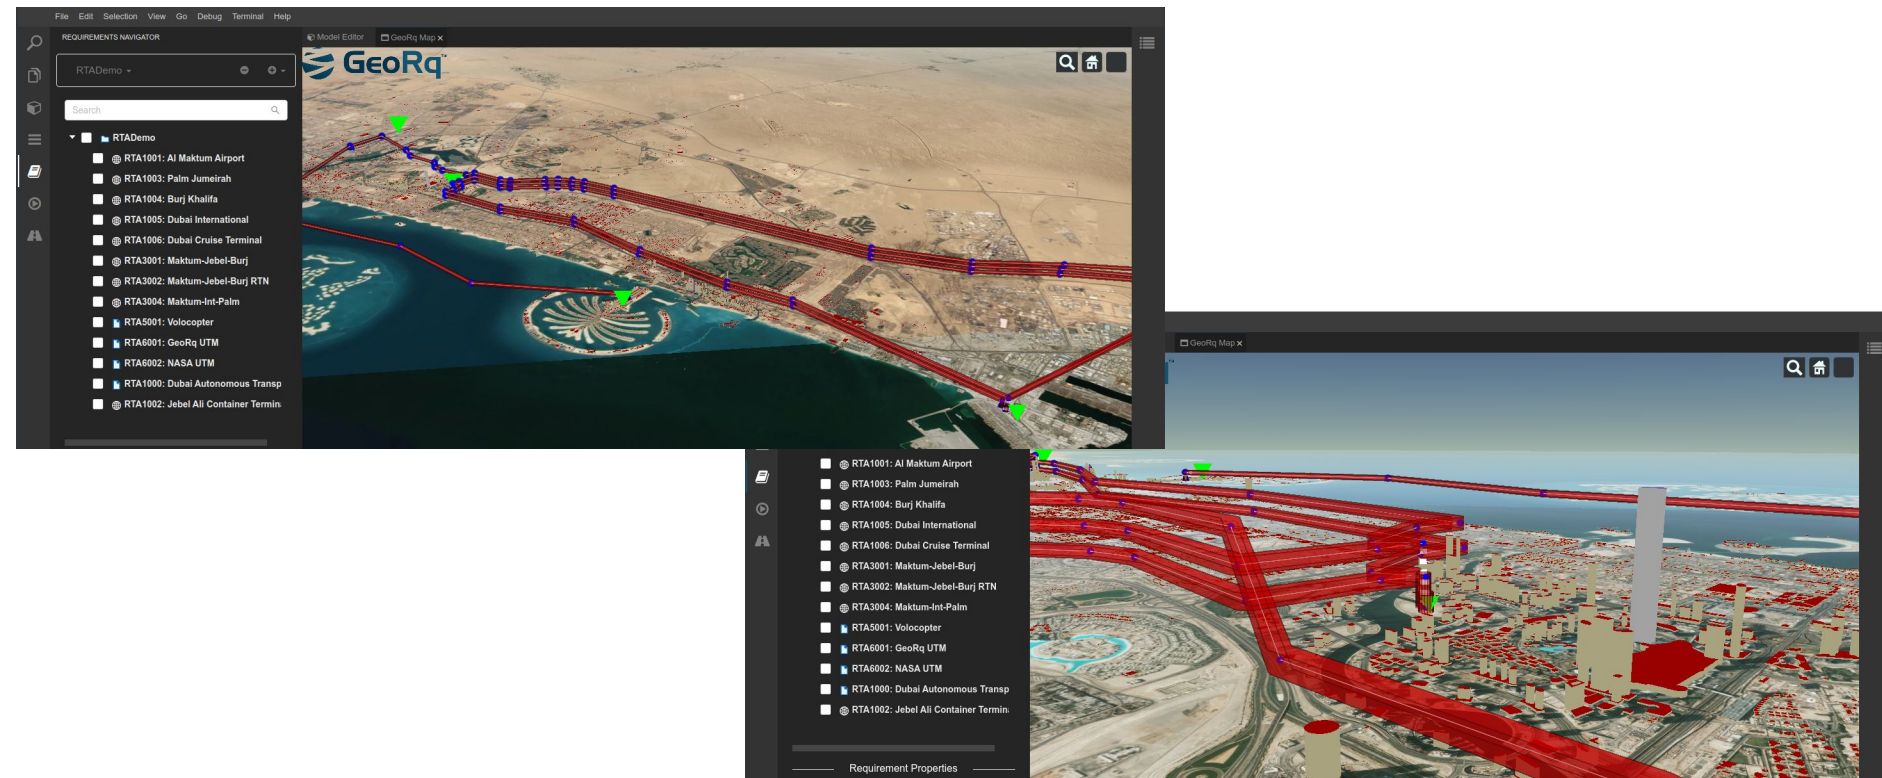 File Edit Selection View Go Debug Terminal Help
REQUIREMENTS NAVIGATOR
Model Editor
GeoRq Map x
RTADemo
GeoRq™
Search
RTADemo
RTA1001: Al Maktum Airport
RTA1003: Palm Jumeirah
RTA1004: Burj Khalifa
RTA1005: Dubai International
RTA1006: Dubai Cruise Terminal
RTA3001: Maktum-Jebel-Burj
RTA3002: Maktum-Jebel-Burj RTN
RTA3004: Maktum-Int-Palm
RTA5001: Volocopter
RTA6001: GeoRq UTM
RTA6002: NASA UTM
RTA1000: Dubai Autonomous Transp
RTA1002: Jebel Ali Container Termin
GeoRq Map x
RTA1001: Al Maktum Airport
RTA1003: Palm Jumeirah
RTA1004: Burj Khalifa
RTA1005: Dubai International
RTA1006: Dubai Cruise Terminal
RTA3001: Maktum-Jebel-Burj
RTA3002: Maktum-Jebel-Burj RTN
RTA3004: Maktum-Int-Palm
RTA5001: Volocopter
RTA6001: GeoRq UTM
RTA6002: NASA UTM
RTA1000: Dubai Autonomous Transp
RTA1002: Jebel Ali Container Termin
Requirement Properties